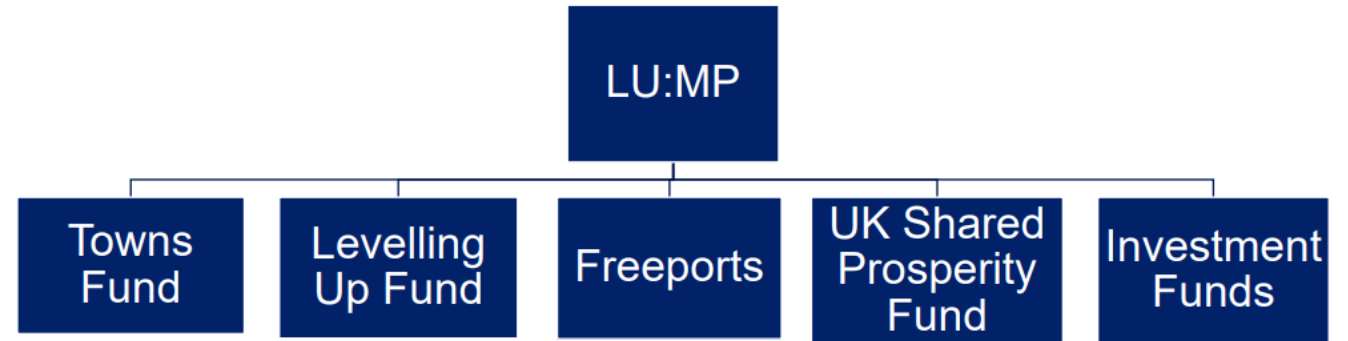 LU:MP
Towns
Fund
Levelling
Up Fund
Freeports
UK Shared
Prosperity
Fund
Investment
Funds